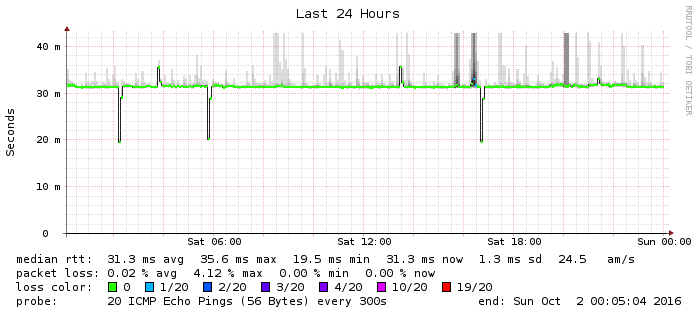 Last 24 Hours
RRDTOOL / TOBI OETIKER
Seconds
40 m
30 m
20 m
10 m
0
Sat 06:00 Sat 12:00 Sat 18:00 Sun 00:00
median rtt: 31.3 ms avg 35.6 ms max 19.5 ms min 31.3 ms now 1.3 ms sd 24.5 am/s
packet loss: 0.02 % avg 4.12 % max 0.00 % min 0.00 % now
loss color: 0 1/20 2/20 3/20 4/20 10/20 19/20
probe: 20 ICMP Echo Pings (56 Bytes) every 300s end: Sun Oct 2 00:05:04 2016